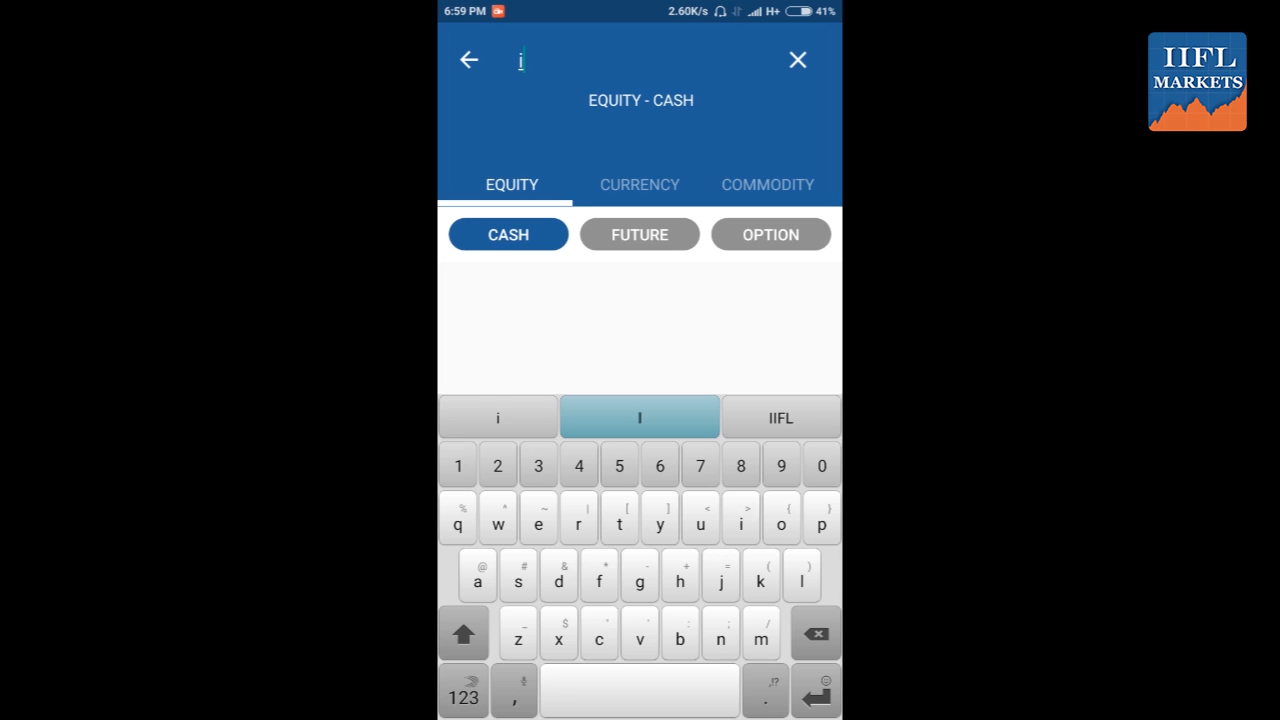 6:59 PM 2.60K/s H+ 41%
IIFL
MARKETS
i
EQUITY - CASH
EQUITY CURRENCY COMMODITY
CASH FUTURE OPTION
i I IIFL
1 2 3 4 5 6 7 8 9 0
% ^ ~ | [ ] < > { }
q w e r t y u i o p
@ # & * - + = ( )
a s d f g h j k l
_ $ " ' : ; /
z x c v b n m
,!?
123 , .